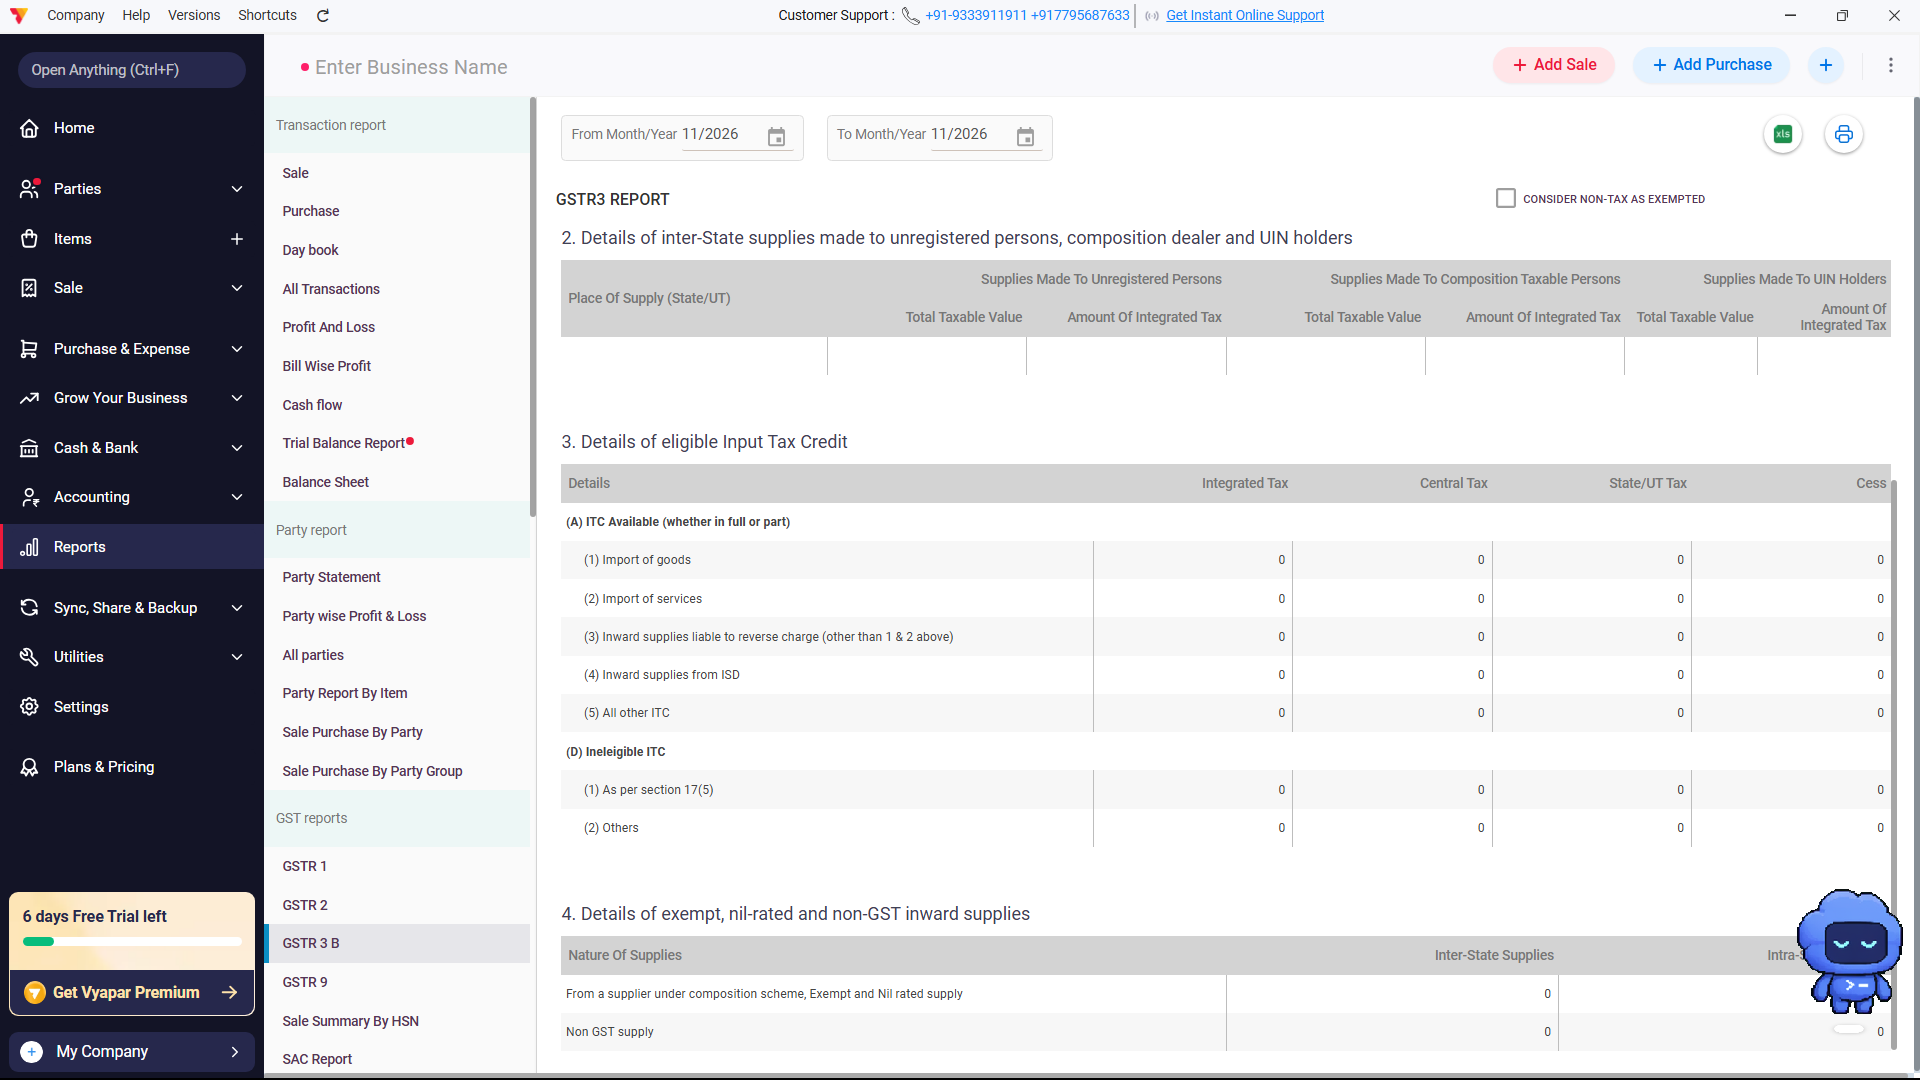 Company Help Versions Shortcuts
Customer Support : +91-9333911911 +917795687633 Get Instant Online Support
Open Anything (Ctrl+F)
Home
Parties
Items
Sale
Purchase & Expense
Grow Your Business
Cash & Bank
Accounting
Reports
Sync, Share & Backup
Utilities
Settings
Plans & Pricing
6 days Free Trial left
Get Vyapar Premium
My Company
Enter Business Name
Add Sale
Add Purchase
Transaction report
Sale
Purchase
Day book
All Transactions
Profit And Loss
Bill Wise Profit
Cash flow
Trial Balance Report
Balance Sheet
Party report
Party Statement
Party wise Profit & Loss
All parties
Party Report By Item
Sale Purchase By Party
Sale Purchase By Party Group
GST reports
GSTR 1
GSTR 2
GSTR 3 B
GSTR 9
Sale Summary By HSN
SAC Report
From Month/Year 11/2026
To Month/Year 11/2026
xls
GSTR3 REPORT
CONSIDER NON-TAX AS EXEMPTED
2. Details of inter-State supplies made to unregistered persons, composition dealer and UIN holders
Place Of Supply (State/UT)
Supplies Made To Unregistered Persons
Supplies Made To Composition Taxable Persons
Supplies Made To UIN Holders
Total Taxable Value
Amount Of Integrated Tax
Total Taxable Value
Amount Of Integrated Tax
Total Taxable Value
Amount Of
Integrated Tax
3. Details of eligible Input Tax Credit
Details Integrated Tax Central Tax State/UT Tax Cess
(A) ITC Available (whether in full or part)
(1) Import of goods 0 0 0 0
(2) Import of services 0 0 0 0
(3) Inward supplies liable to reverse charge (other than 1 & 2 above) 0 0 0 0
(4) Inward supplies from ISD 0 0 0 0
(5) All other ITC 0 0 0 0
(D) Ineleigible ITC
(1) As per section 17(5) 0 0 0 0
(2) Others 0 0 0 0
4. Details of exempt, nil-rated and non-GST inward supplies
Nature Of Supplies Inter-State Supplies
From a supplier under composition scheme, Exempt and Nil rated supply 0
Non GST supply 0 0